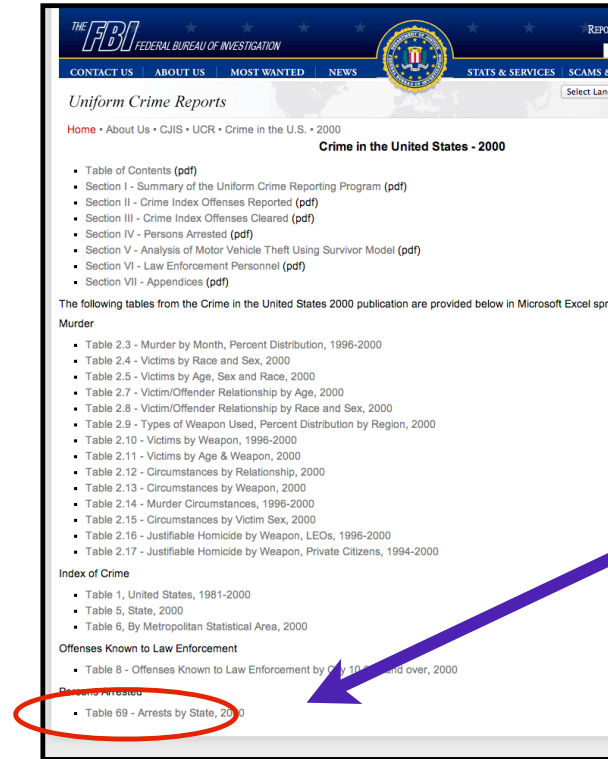 THE FBI FEDERAL BUREAU OF INVESTIGATION
CONTACT US | ABOUT US | MOST WANTED | NEWS STATS & SERVICES | SCAMS &
Uniform Crime Reports
Home • About Us • CJIS • UCR • Crime in the U.S. • 2000
Crime in the United States - 2000
Table of Contents (pdf)
Section I - Summary of the Uniform Crime Reporting Program (pdf)
Section II - Crime Index Offenses Reported (pdf)
Section III - Crime Index Offenses Cleared (pdf)
Section IV - Persons Arrested (pdf)
Section V - Analysis of Motor Vehicle Theft Using Survivor Model (pdf)
Section VI - Law Enforcement Personnel (pdf)
Section VII - Appendices (pdf)
The following tables from the Crime in the United States 2000 publication are provided below in Microsoft Excel
Murder
Table 2.3 - Murder by Month, Percent Distribution, 1996-2000
Table 2.4 - Victims by Race and Sex, 2000
Table 2.5 - Victims by Age, Sex and Race, 2000
Table 2.7 - Victim/Offender Relationship by Age, 2000
Table 2.8 - Victim/Offender Relationship by Race and Sex, 2000
Table 2.9 - Types of Weapon Used, Percent Distribution by Region, 2000
Table 2.10 - Victims by Weapon, 1996-2000
Table 2.11 - Victims by Age & Weapon, 2000
Table 2.12 - Circumstances by Relationship, 2000
Table 2.13 - Circumstances by Weapon, 2000
Table 2.14 - Murder Circumstances, 1996-2000
Table 2.15 - Circumstances by Victim Sex, 2000
Table 2.16 - Justifiable Homicide by Weapon, LEOs, 1996-2000
Table 2.17 - Justifiable Homicide by Weapon, Private Citizens, 1994-2000
Index of Crime
Table 1, United States, 1981-2000
Table 5, State, 2000
Table 6, By Metropolitan Statistical Area, 2000
Offenses Known to Law Enforcement
Table 8 - Offenses Known to Law Enforcement by City and over, 2000
Persons Arrested
Table 69 - Arrests by State, 2000